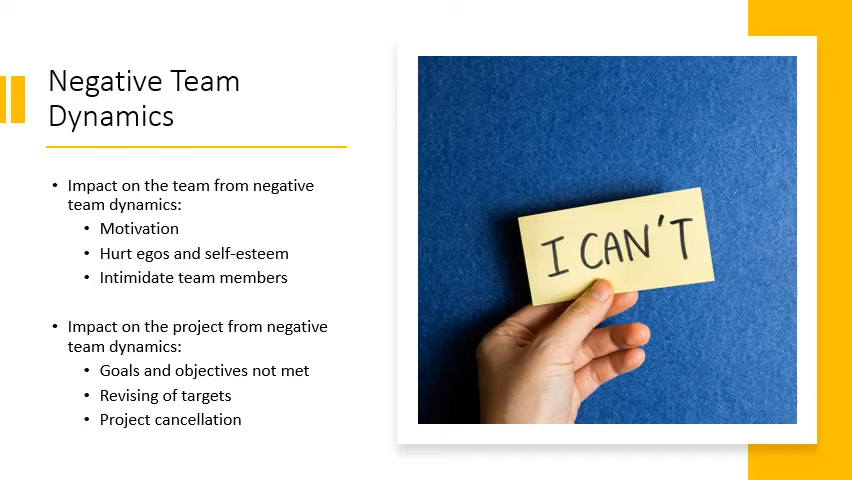 Negative Team
Dynamics
• Impact on the team from negative
team dynamics:
• Motivation
• Hurt egos and self-esteem
• Intimidate team members
• Impact on the project from negative
team dynamics:
• Goals and objectives not met
• Revising of targets
• Project cancellation
I CAN'T